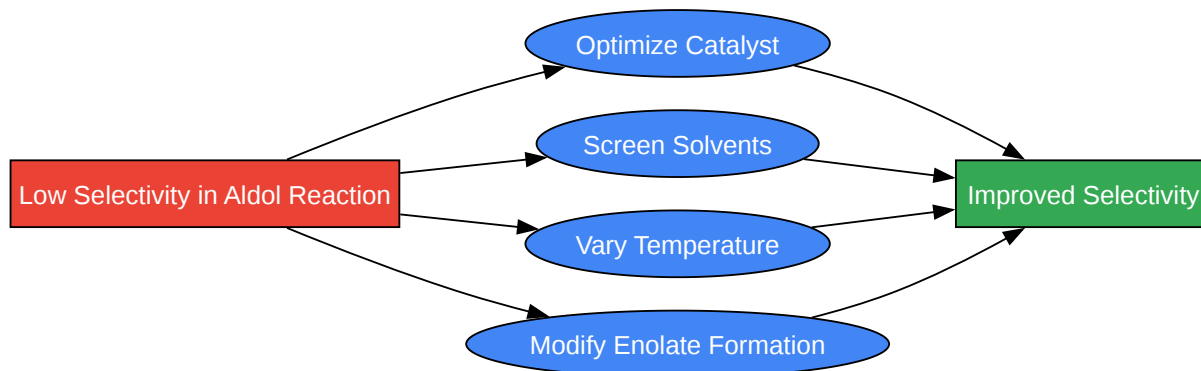 Optimize Catalyst
Screen Solvents
Low Selectivity in Aldol Reaction
Improved Selectivity
Vary Temperature
Modify Enolate Formation